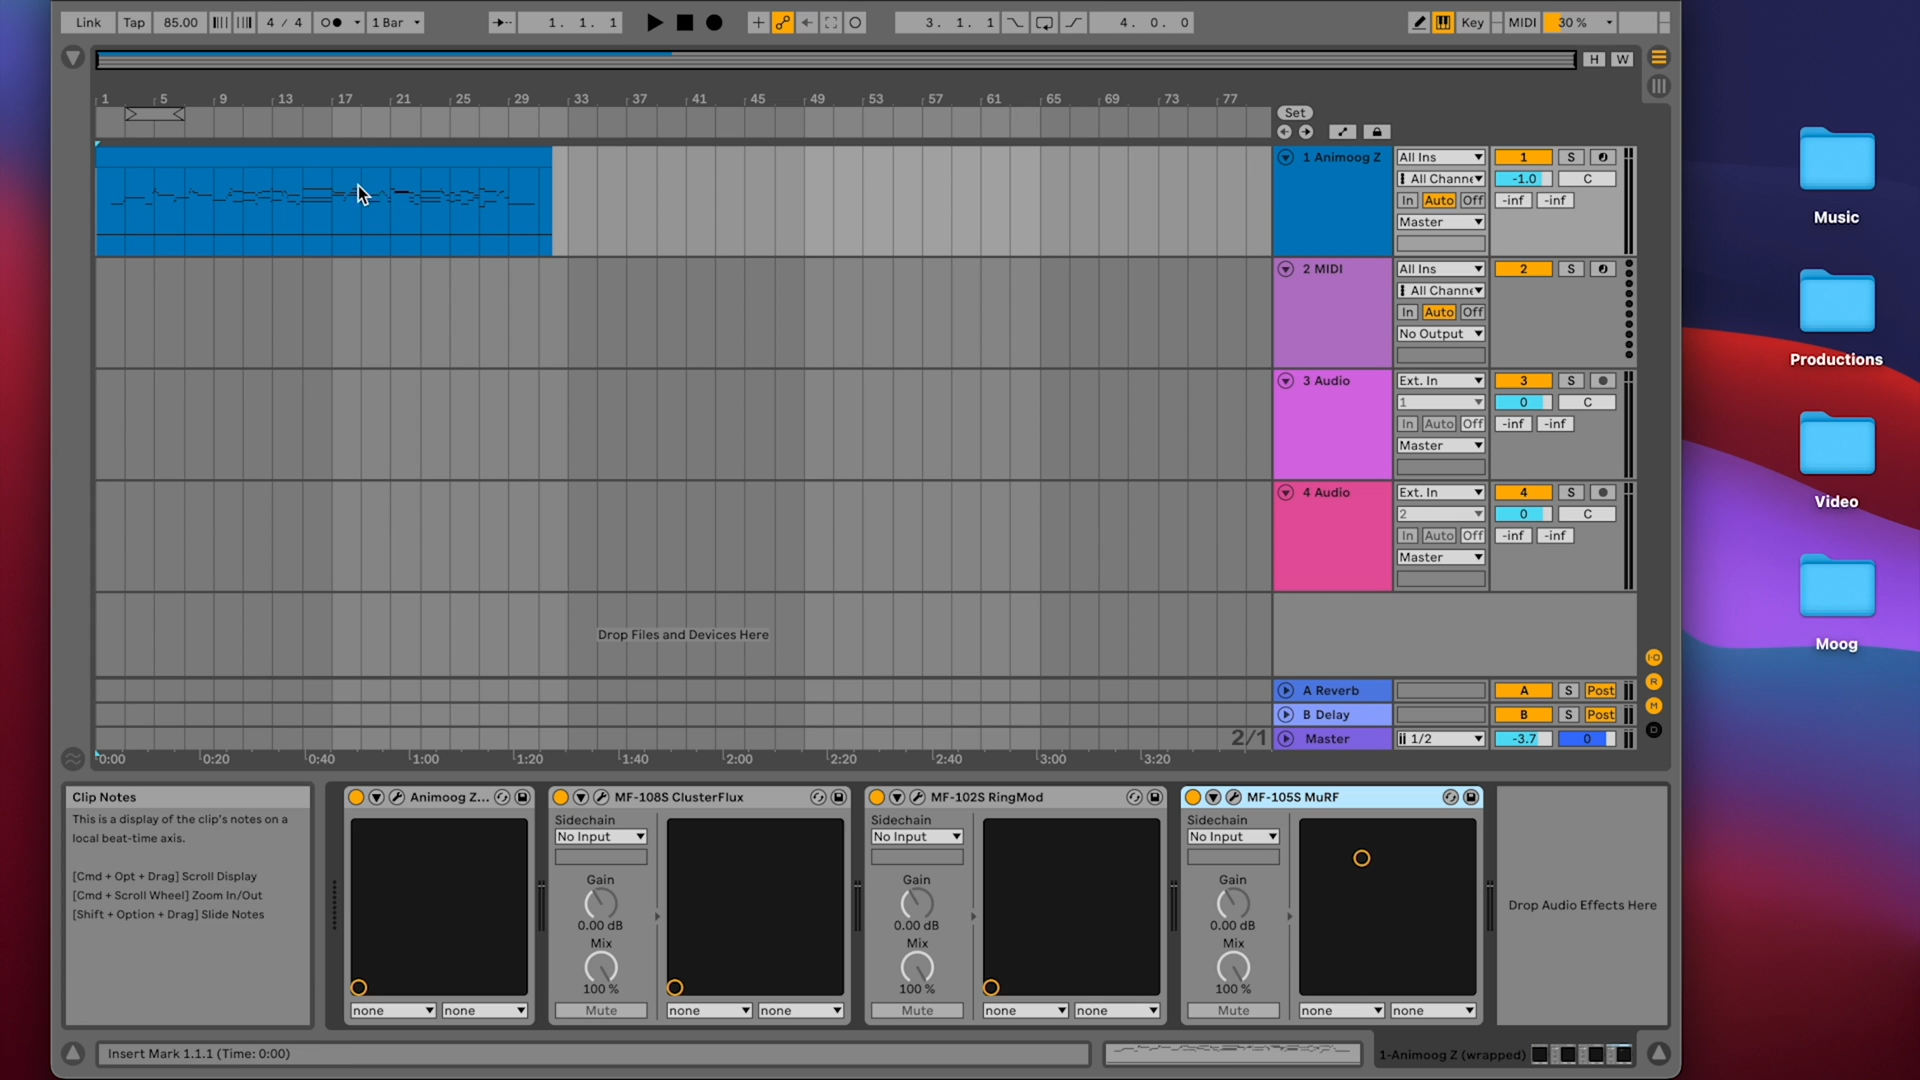 Link Tap 85.00 4 / 4 1 Bar 1. 1. 1 3. 1. 1 4. 0. 0 Key MIDI 30 %
H W
1 5 9 13 17 21 25 29 33 37 41 45 49 53 57 61 65 69 73 77
Set
1 Animoog Z All Ins 1 S
All Channe -1.0 C
In Auto Off -inf -inf
Master
2 MIDI All Ins 2 S
All Channe
In Auto Off
No Output
3 Audio Ext. In 3 S
1 0 C
In Auto Off -inf -inf
Master
4 Audio Ext. In 4 S
2 0 C
In Auto Off -inf -inf
Master
Drop Files and Devices Here
A Reverb A S Post
B Delay B S Post
2/1 Master 1/2 -3.7 0
0:00 0:20 0:40 1:00 1:20 1:40 2:00 2:20 2:40 3:00 3:20
I·O
R
M
D
Clip Notes
This is a display of the clip's notes on a
local beat-time axis.
[Cmd + Opt + Drag] Scroll Display
[Cmd + Scroll Wheel] Zoom In/Out
[Shift + Option + Drag] Slide Notes
Animoog Z...
none none
MF-108S ClusterFlux
Sidechain
No Input
Gain
0.00 dB
Mix
100 %
Mute none none
MF-102S RingMod
Sidechain
No Input
Gain
0.00 dB
Mix
100 %
Mute none none
MF-105S MuRF
Sidechain
No Input
Gain
0.00 dB
Mix
100 %
Mute none none
Drop Audio Effects Here
Insert Mark 1.1.1 (Time: 0:00)
1-Animoog Z (wrapped)
Music
Productions
Video
Moog